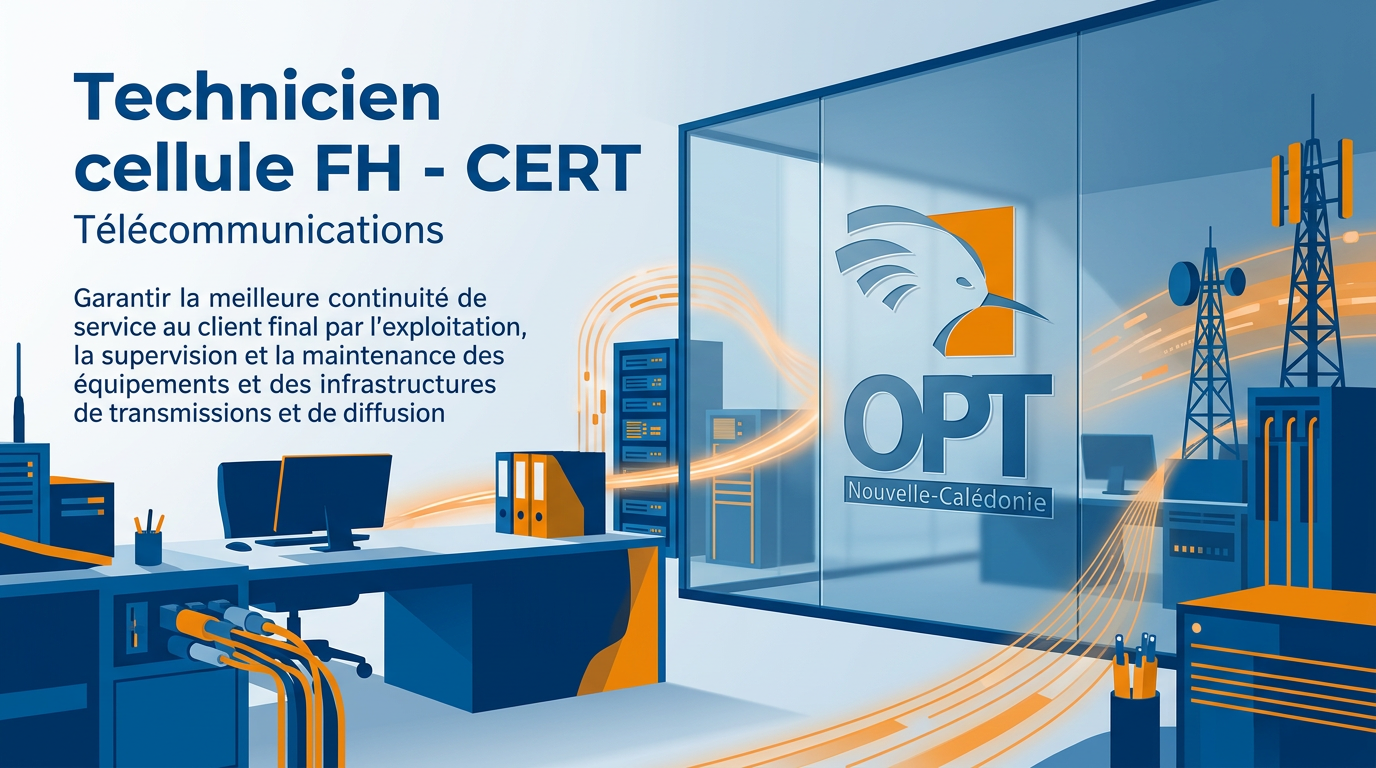 Technicien
cellule FH - CERT
Télécommunications
Garantir la meilleure continuité de
service au client final par l'exploitation,
la supervision et la maintenance des
équipements et des infrastructures
de transmissions et de diffusion
OPT
Nouvelle-Calédonie